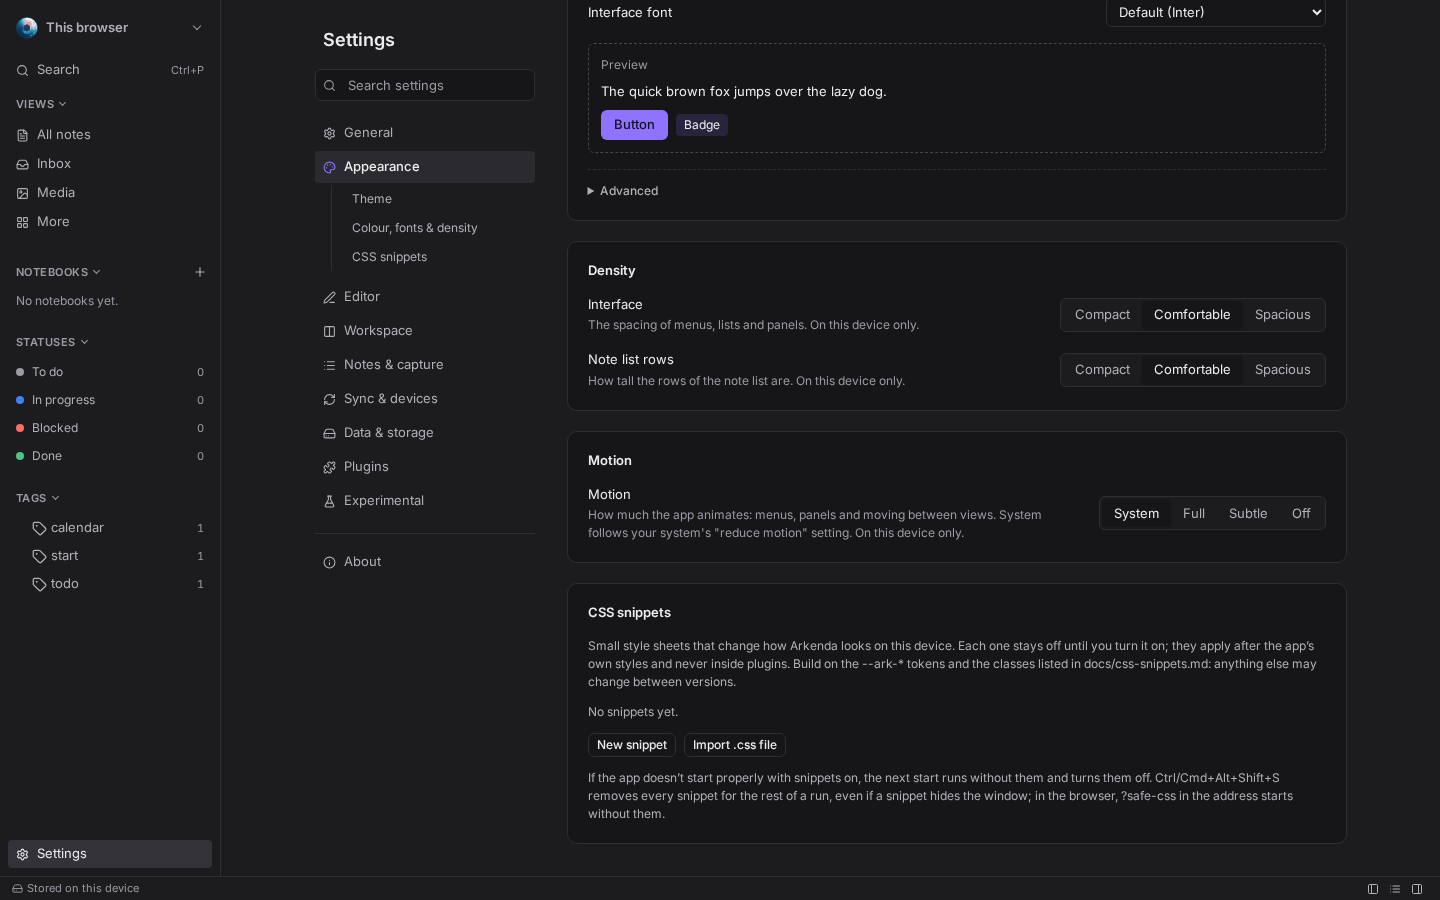 This browser
Search
Ctrl+P
VIEWS
All notes
Inbox
Media
More
NOTEBOOKS
No notebooks yet.
STATUSES
To do 0
In progress 0
Blocked 0
Done 0
TAGS
calendar 1
start 1
todo 1
Settings
Stored on this device
Settings
Search settings
General
Appearance
Theme
Colour, fonts & density
CSS snippets
Editor
Workspace
Notes & capture
Sync & devices
Data & storage
Plugins
Experimental
About
Interface font
Default (Inter)
Preview
The quick brown fox jumps over the lazy dog.
Button Badge
Advanced
Density
Interface
The spacing of menus, lists and panels. On this device only.
Compact Comfortable Spacious
Note list rows
How tall the rows of the note list are. On this device only.
Compact Comfortable Spacious
Motion
Motion
How much the app animates: menus, panels and moving between views. System
follows your system's "reduce motion" setting. On this device only.
System Full Subtle Off
CSS snippets
Small style sheets that change how Arkenda looks on this device. Each one stays off until you turn it on; they apply after the app’s
own styles and never inside plugins. Build on the --ark-* tokens and the classes listed in docs/css-snippets.md: anything else may
change between versions.
No snippets yet.
New snippet Import .css file
If the app doesn’t start properly with snippets on, the next start runs without them and turns them off. Ctrl/Cmd+Alt+Shift+S
removes every snippet for the rest of a run, even if a snippet hides the window; in the browser, ?safe-css in the address starts
without them.